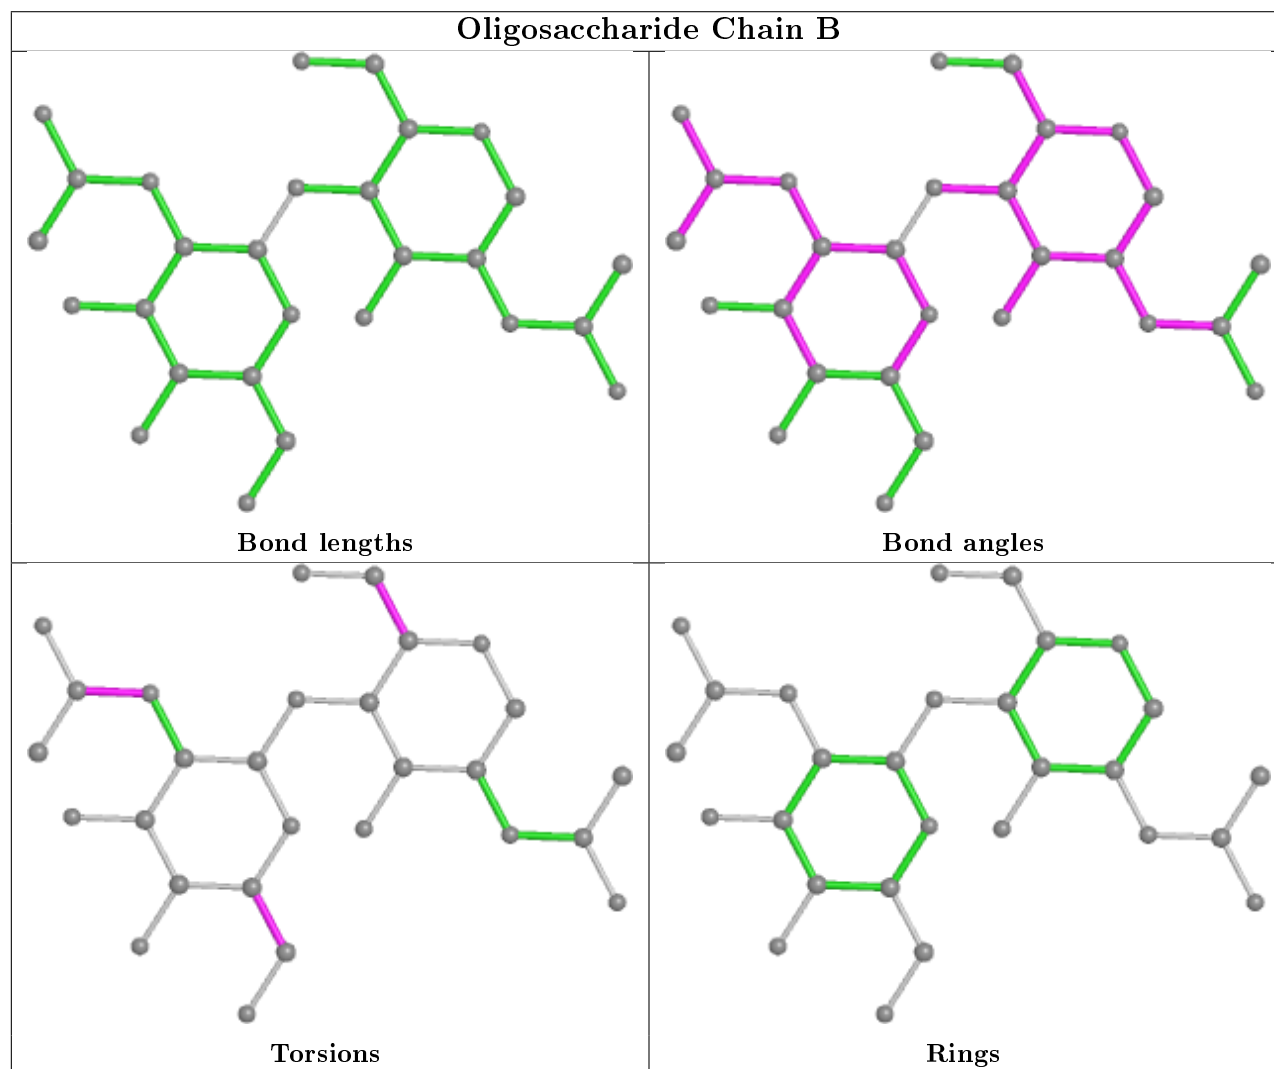 Oligosaccharide Chain B
Bond lengths
Bond angles
Torsions
Rings